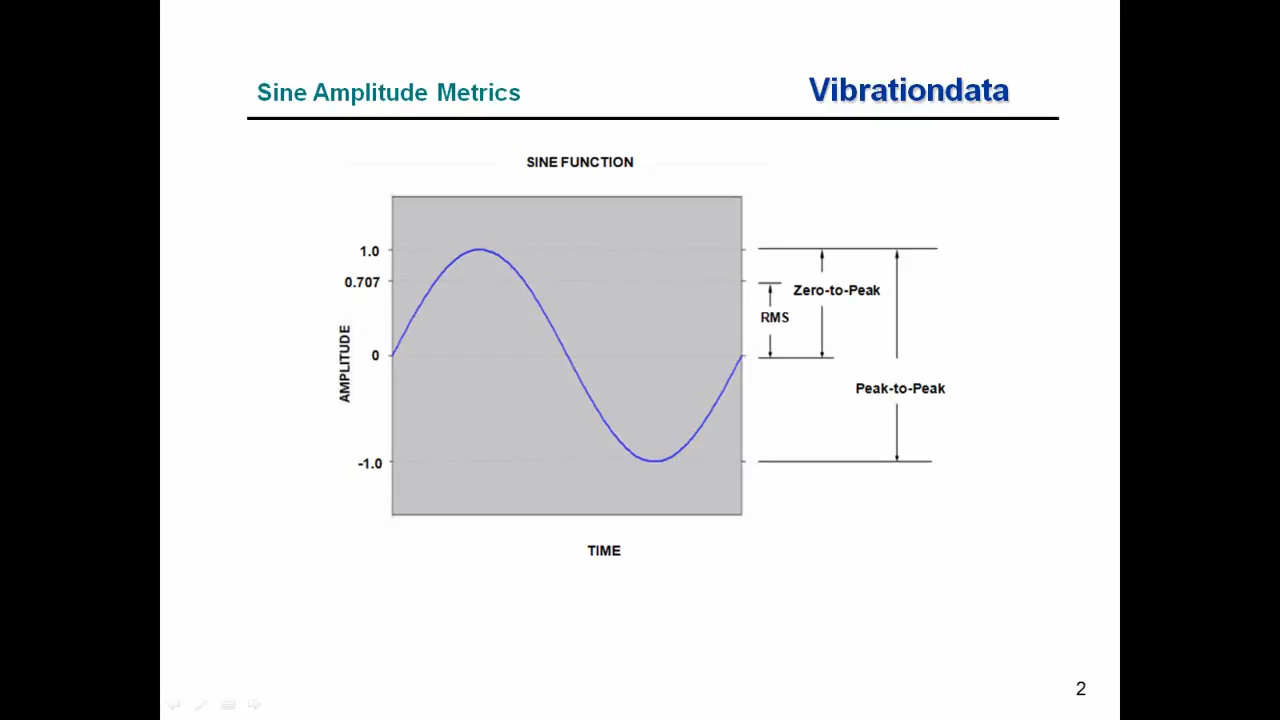 Sine Amplitude Metrics
Vibrationdata
SINE FUNCTION
1.0
0.707
0
-1.0
AMPLITUDE
TIME
Zero-to-Peak
RMS
Peak-to-Peak
2